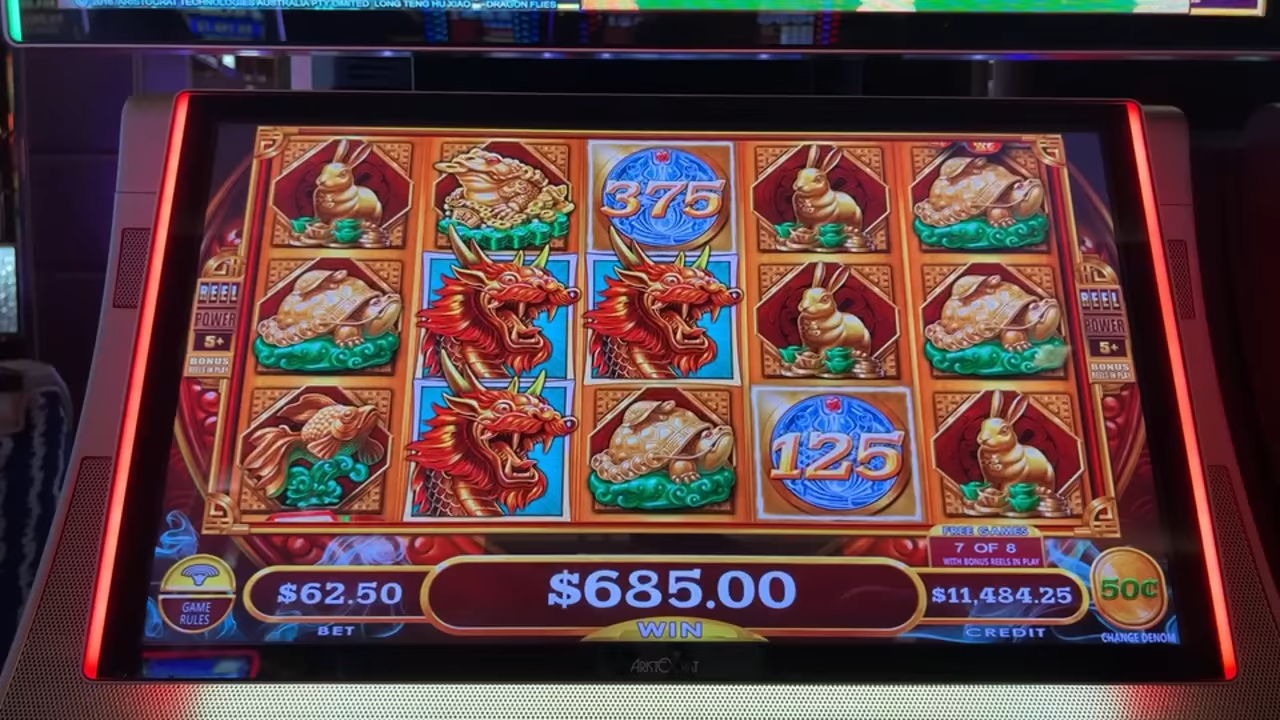 2016 ARISTOCRAT TECHNOLOGIES AUSTRALIA PTY LIMITED LONG TENG HU XIAO – DRAGON FLIES
375
REEL
POWER
5+
BONUS
REELS IN PLAY
REEL
POWER
5+
BONUS
REELS IN PLAY
125
FREE GAMES
7 OF 8
WITH BONUS REELS IN PLAY
GAME
RULES
$62.50
BET
$685.00
WIN
$11,484.25
CREDIT
50¢
CHANGE DENOM
ARISTOCRAT